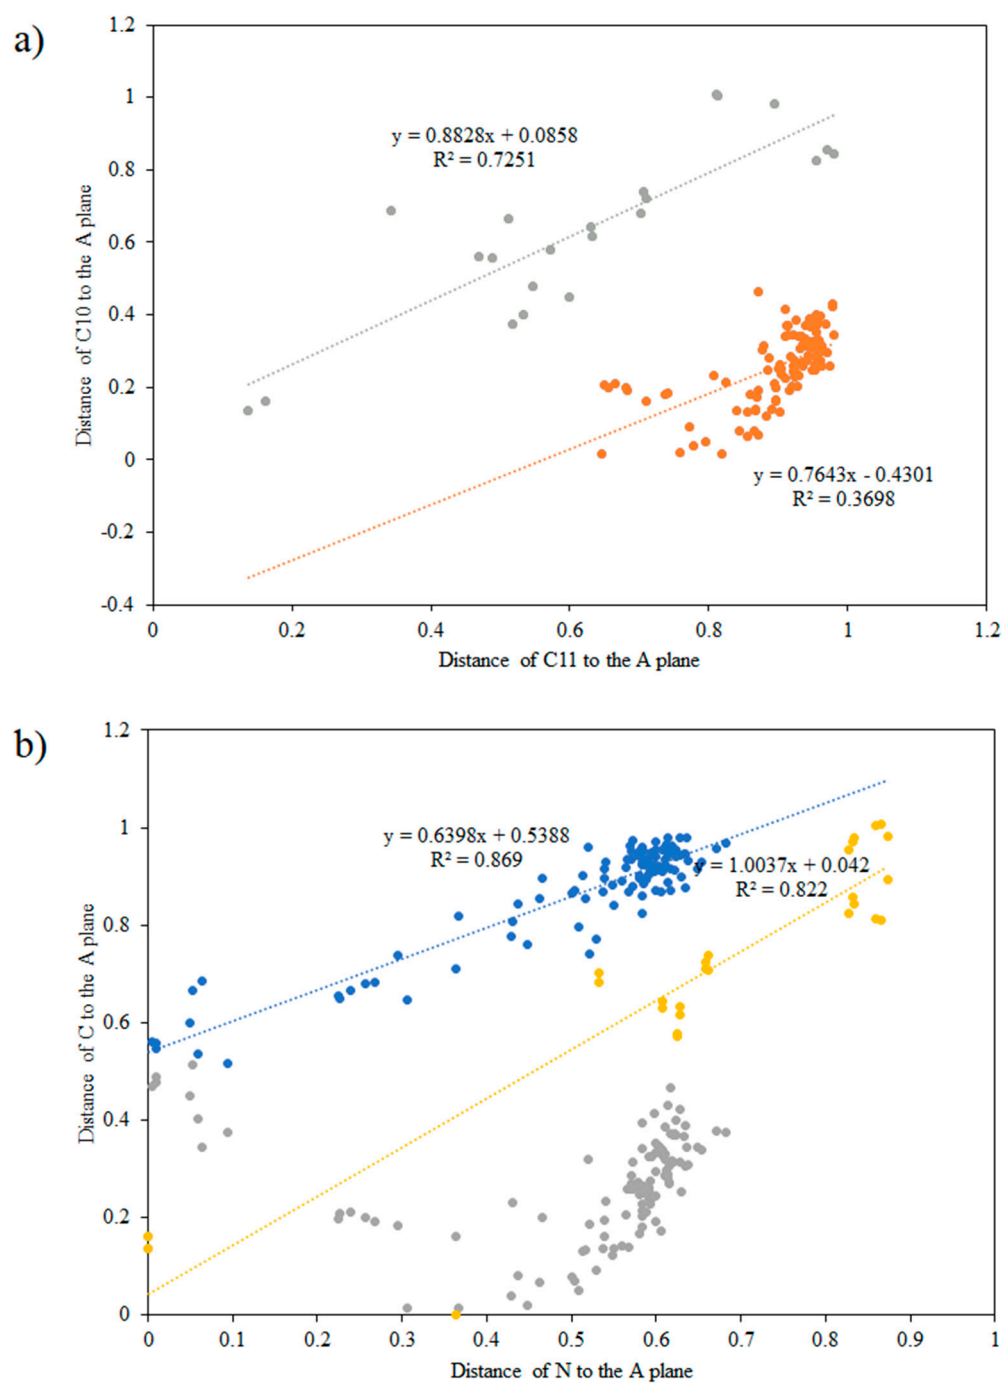 a)
1.2
1
0.8
0.6
0.4
0.2
0
-0.2
-0.4
Distance of C10 to the A plane
y = 0.8828x + 0.0858
R² = 0.7251
y = 0.7643x - 0.4301
R² = 0.3698
0 0.2 0.4 0.6 0.8 1 1.2
Distance of C11 to the A plane
b)
1.2
1
0.8
0.6
0.4
0.2
0
Distance of C to the A plane
y = 0.6398x + 0.5388
R² = 0.869
y = 1.0037x + 0.042
R² = 0.822
0 0.1 0.2 0.3 0.4 0.5 0.6 0.7 0.8 0.9 1
Distance of N to the A plane